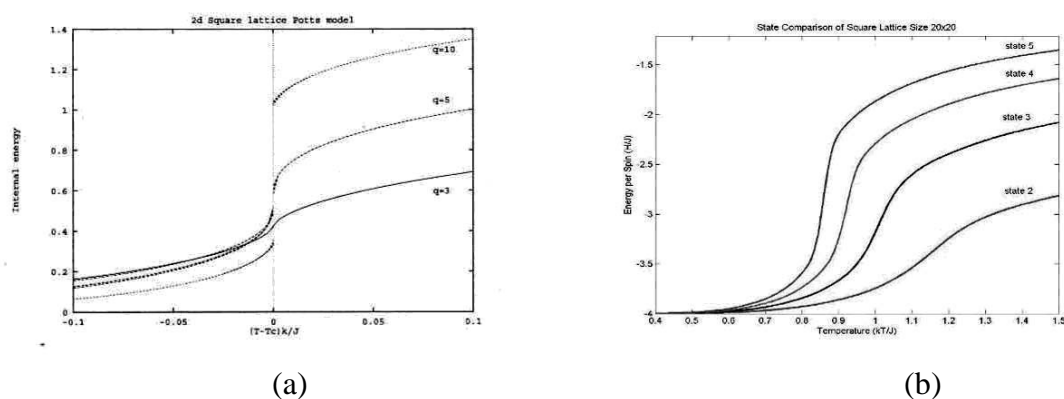 2d Square lattice Potts model
1.4
1.2
1
0.8
0.6
0.4
0.2
0
Internal energy
q=10
q=5
q=3
-0.1
-0.05
0
0.05
0.1
(T-Tc)k/J
(a)
State Comparison of Square Lattice Size 20x20
-1.5
-2
-2.5
-3
-3.5
-4
Energy per Spin (H/J)
state 5
state 4
state 3
state 2
0.4
0.5
0.6
0.7
0.8
0.9
1
1.1
1.2
1.3
1.4
1.5
Temperature (kT/J)
(b)